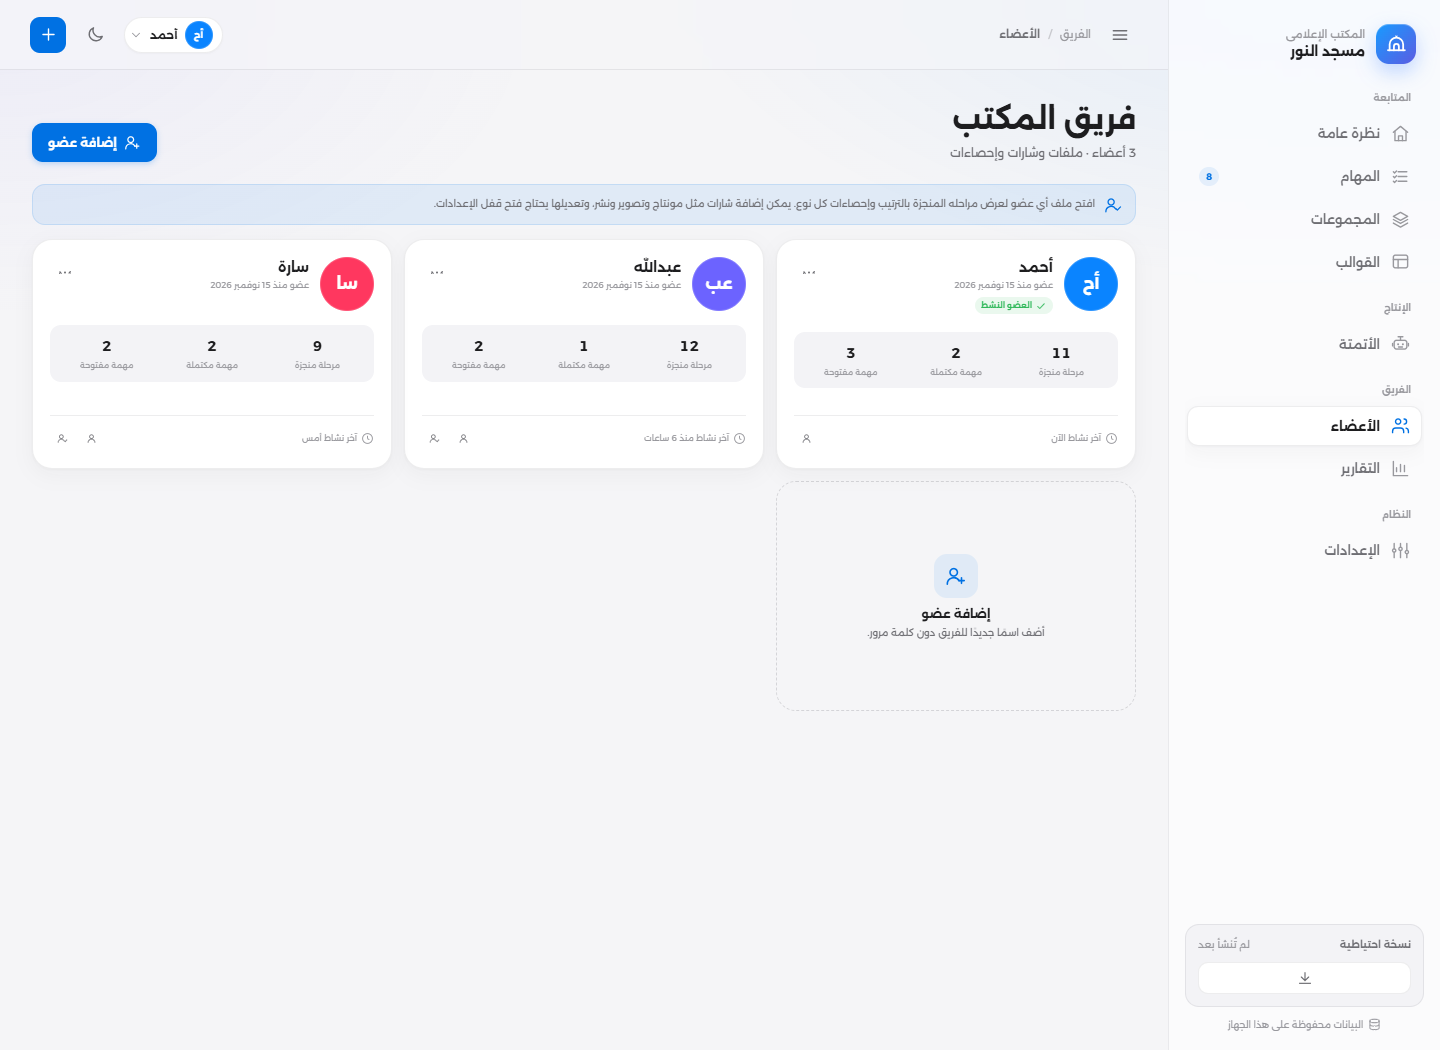 المكتب الإعلامي
مسجد النور
المتابعة
نظرة عامة
المهام
8
المجموعات
القوالب
الإنتاج
الأتمتة
الفريق
الأعضاء
التقارير
النظام
الإعدادات
نسخة احتياطية
لم تُنشأ بعد
البيانات محفوظة على هذا الجهاز
الفريق / الأعضاء
أح
أحمد
فريق المكتب
3 أعضاء · ملفات وشارات وإحصاءات
إضافة عضو
افتح ملف أي عضو لعرض مراحله المنجزة بالترتيب وإحصاءات كل نوع. يمكن إضافة شارات مثل مونتاج وتصوير ونشر، وتعديلها يحتاج فتح قفل الإعدادات.
أح
أحمد
عضو منذ 15 نوفمبر 2026
العضو النشط
11
مرحلة منجزة
2
مهمة مكتملة
3
مهمة مفتوحة
آخر نشاط الآن
عب
عبدالله
عضو منذ 15 نوفمبر 2026
12
مرحلة منجزة
1
مهمة مكتملة
2
مهمة مفتوحة
آخر نشاط منذ 6 ساعات
سا
سارة
عضو منذ 15 نوفمبر 2026
9
مرحلة منجزة
2
مهمة مكتملة
2
مهمة مفتوحة
آخر نشاط أمس
إضافة عضو
أضف اسمًا جديدًا للفريق دون كلمة مرور.